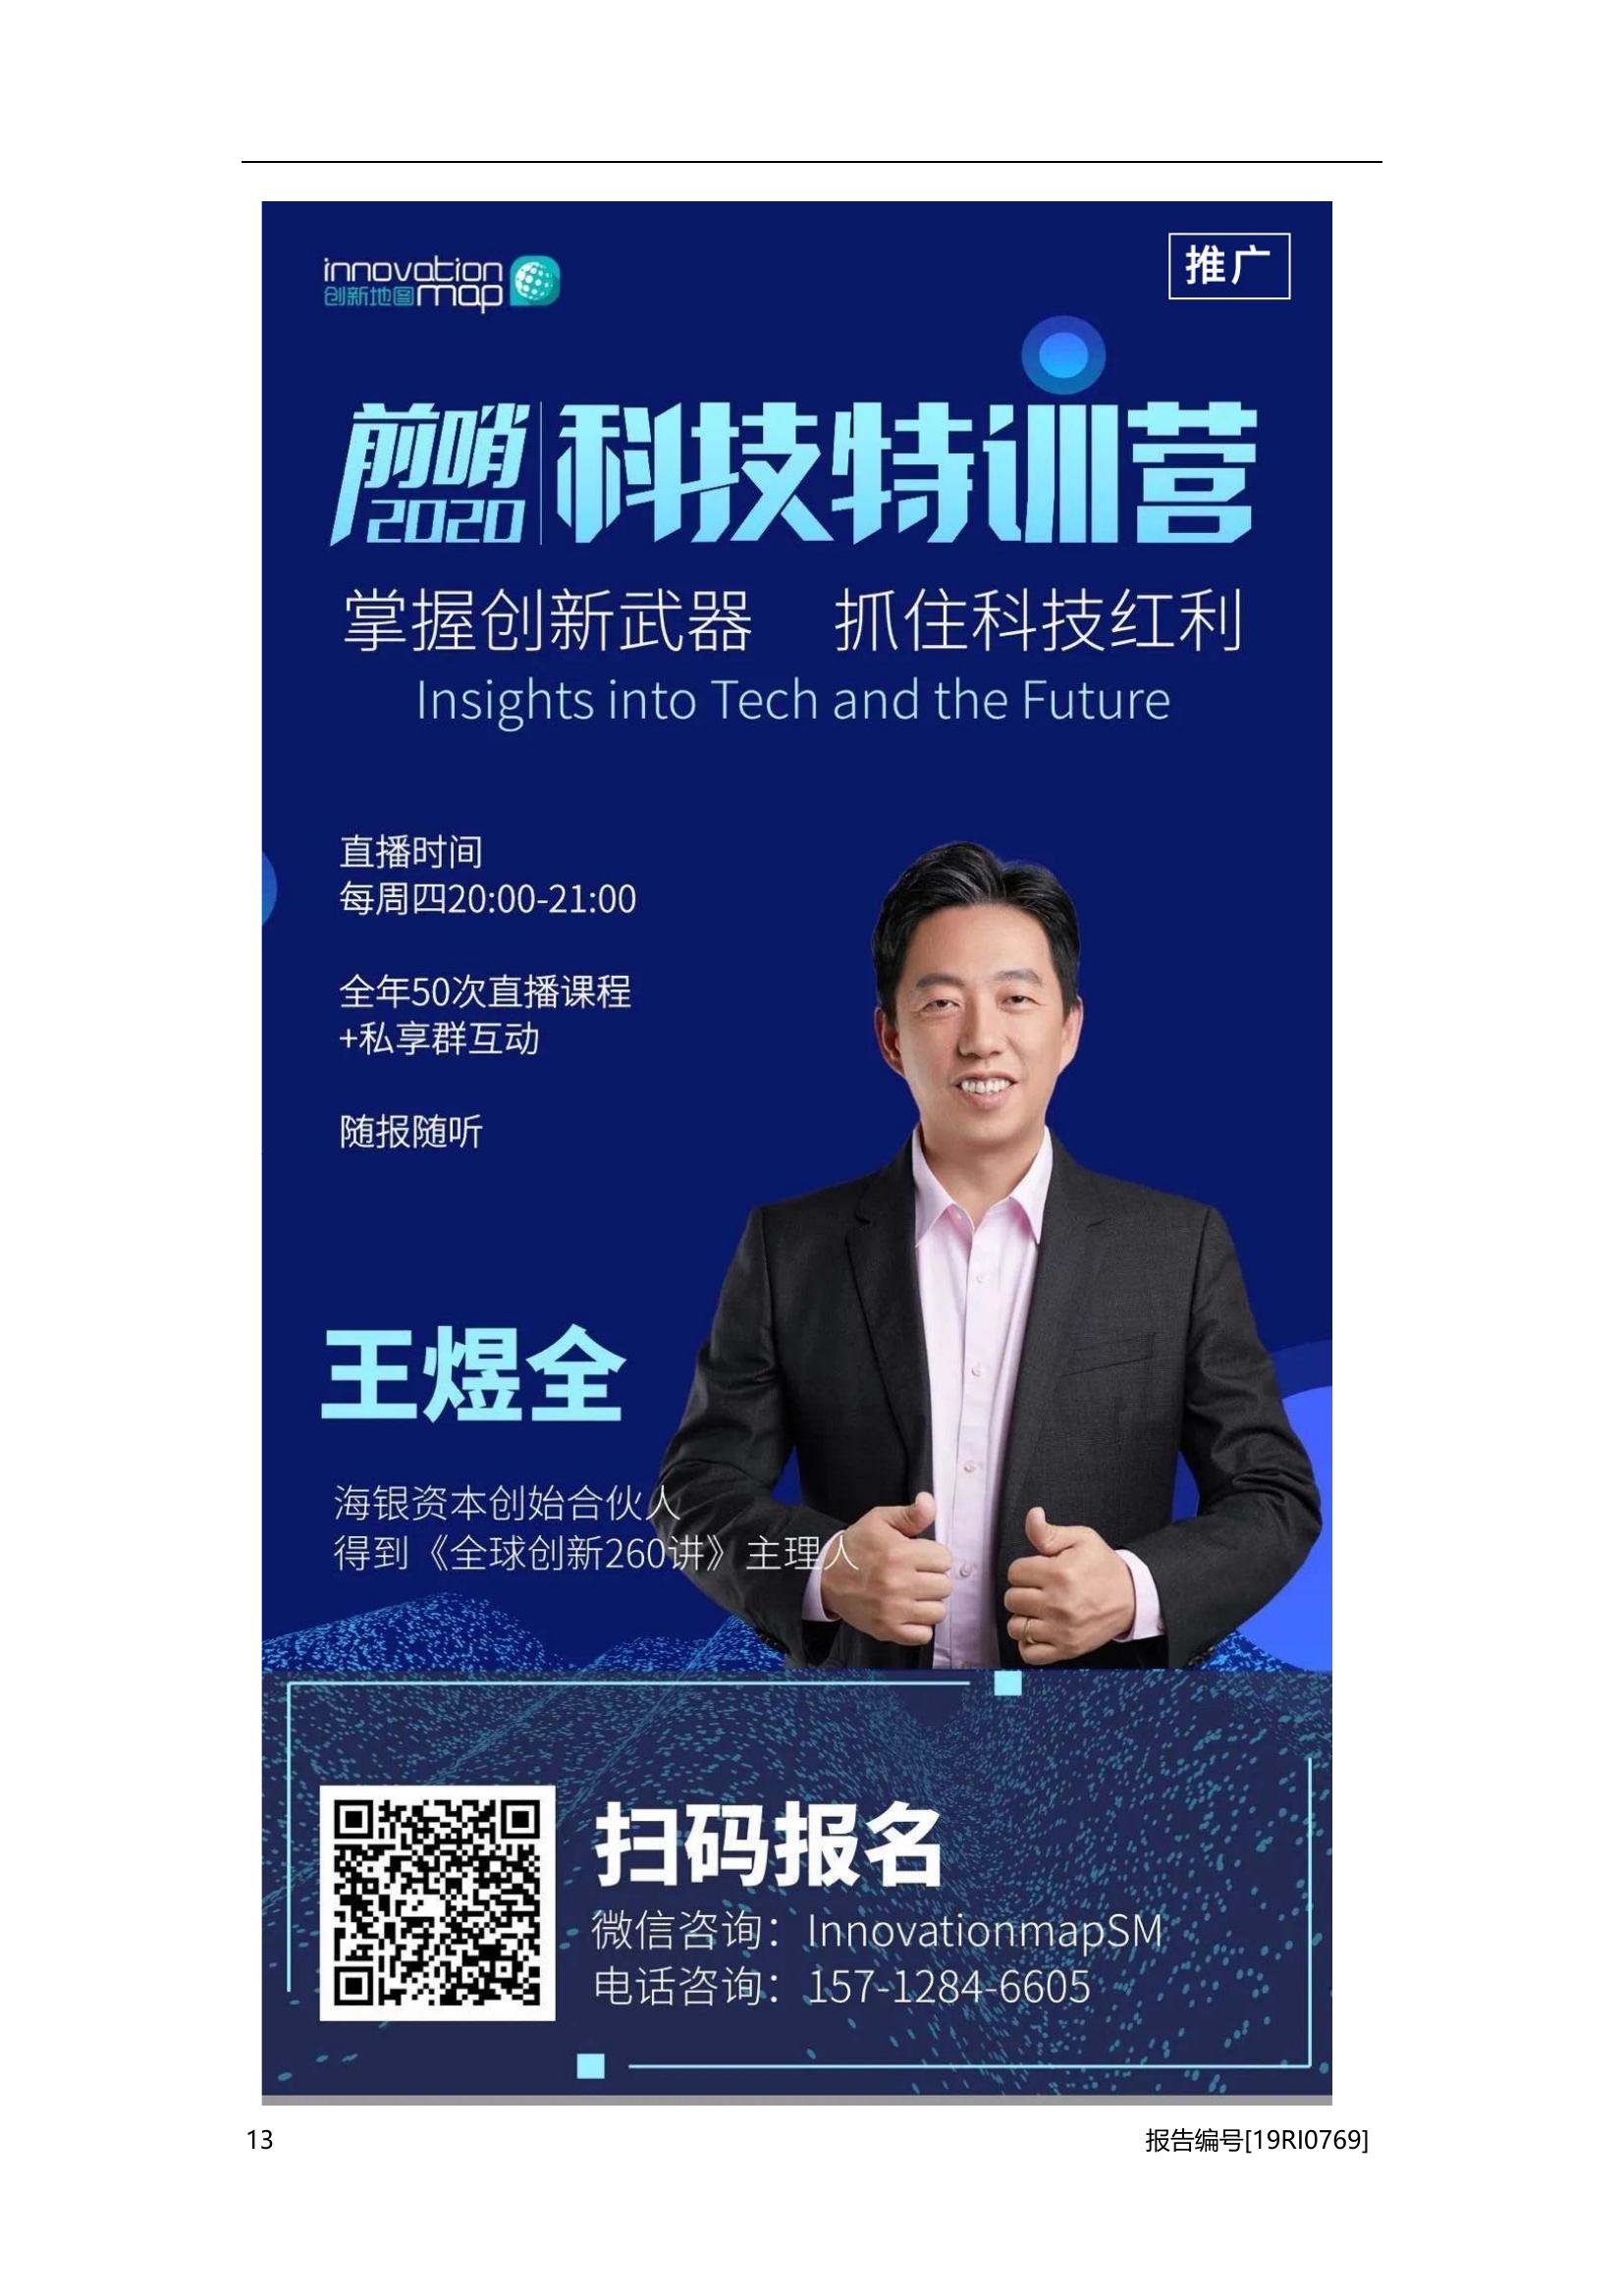 innovation
创新地图map
推广
前哨
2020
科技特训营
掌握创新武器 抓住科技红利
Insights into Tech and the Future
直播时间
每周四20:00-21:00
全年50次直播课程
+私享群互动
随报随听
王煜全
海银资本创始合伙人
得到《全球创新260讲》主理人
扫码报名
微信咨询：InnovationmapSM
电话咨询：157-1284-6605
13
报告编号[19RI0769]